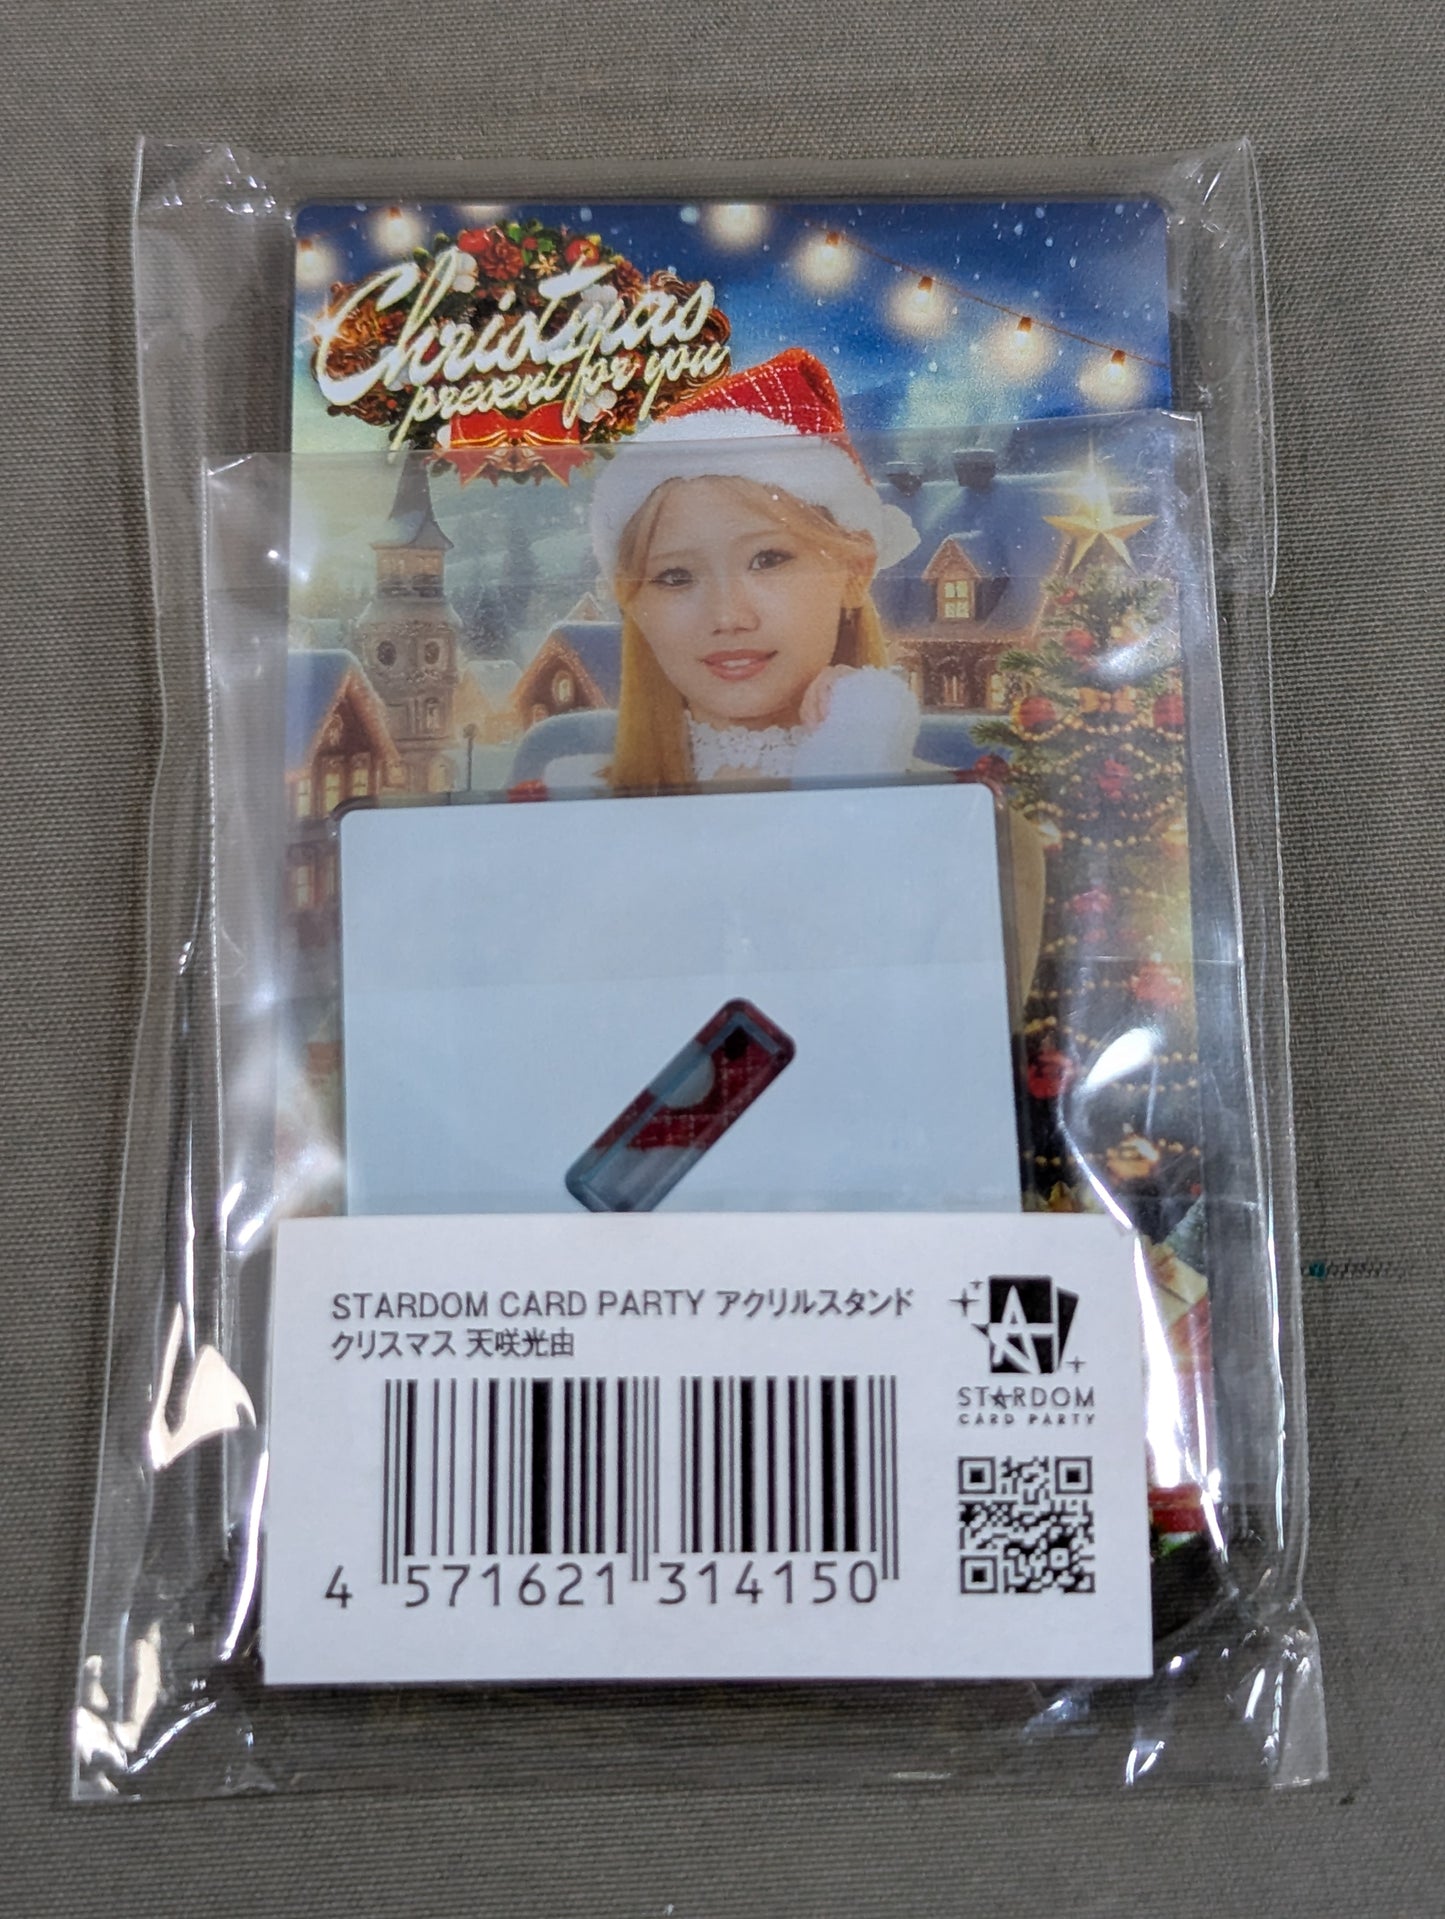 Christmas
present for you
STARDOM CARD PARTY アクリルスタンド
クリスマス 天咲光由
STARDOM
CARD PARTY
4 571621 314150